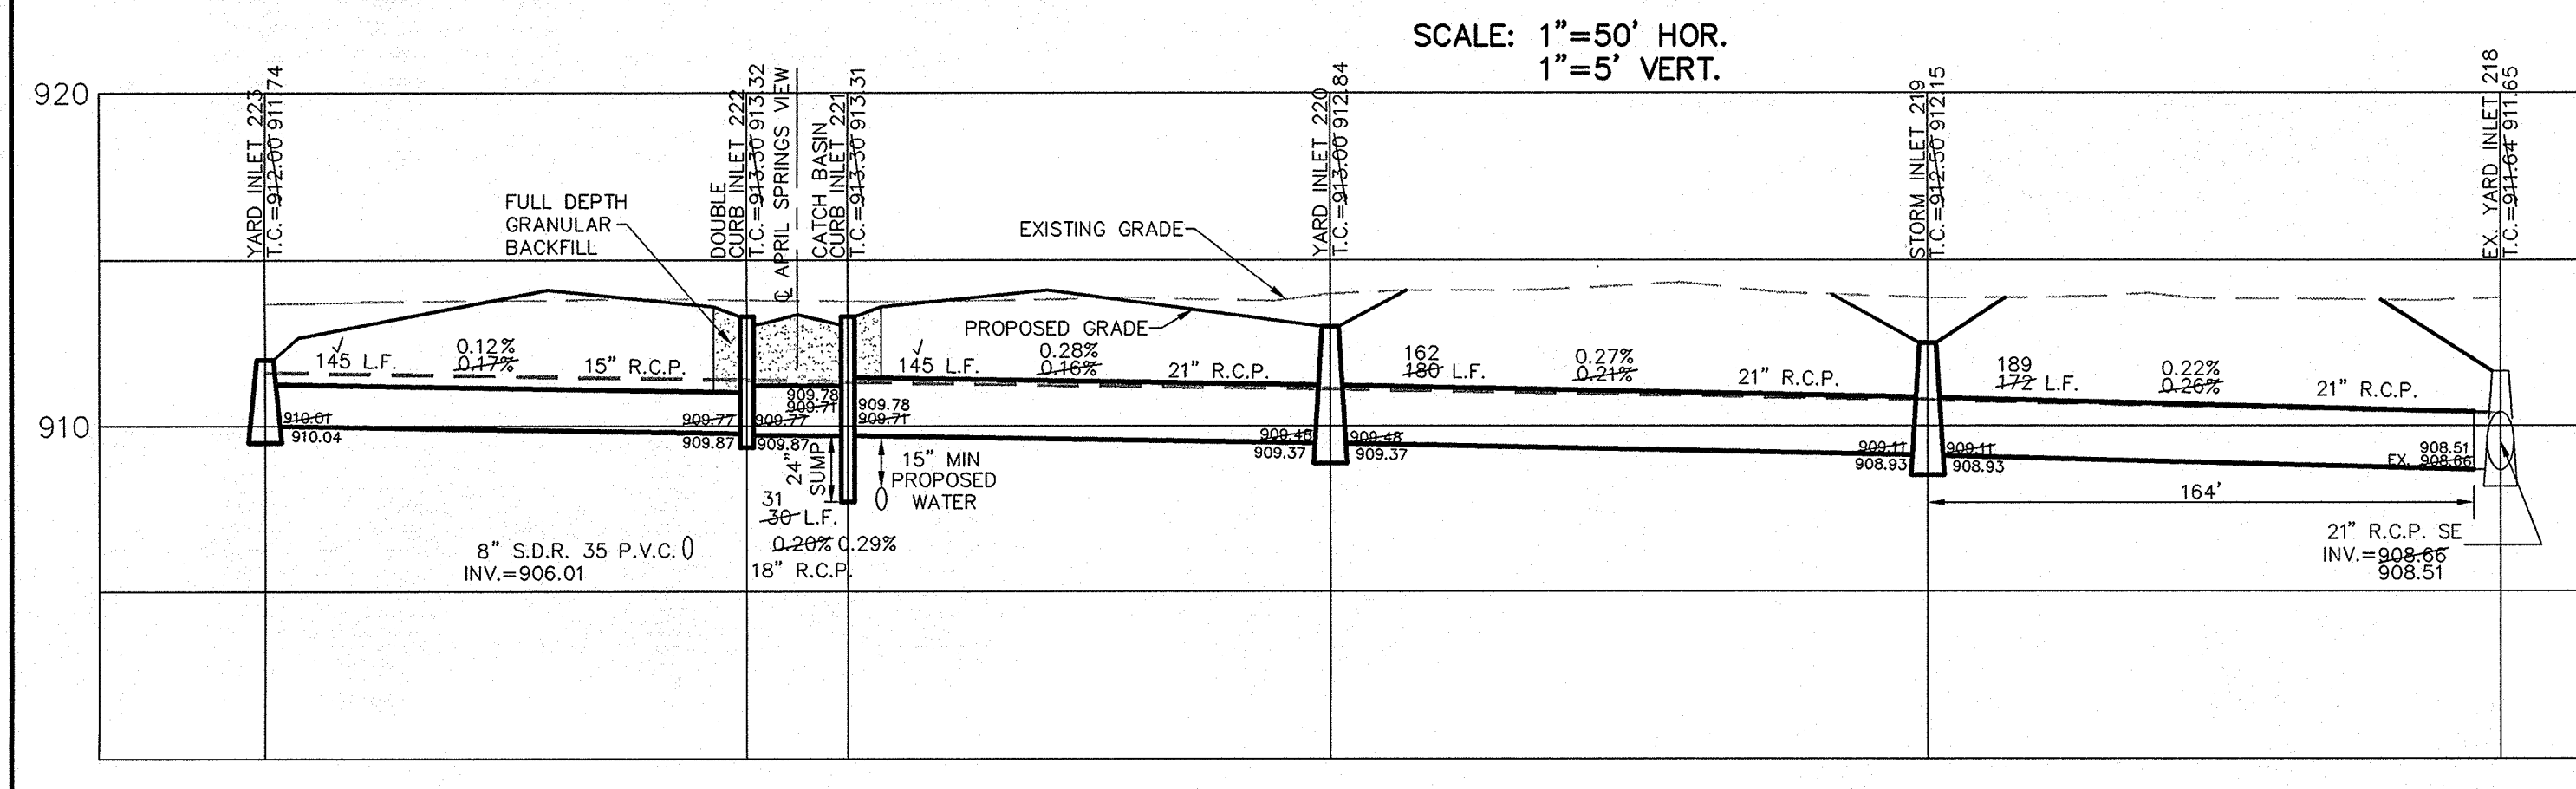 SCALE: 1"=50' HOR.
1"=5' VERT.
920
910
YARD INLET 223
T.C.=912.00 911.74
DOUBLE
CURB INLET 222
T.C.=913.30 913.32
℄ APRIL SPRINGS VIEW
CATCH BASIN
CURB INLET 221
T.C.=913.30 913.31
YARD INLET 220
T.C.=913.00 912.84
STORM INLET 219
T.C.=912.50 912.15
EX. YARD INLET 218
T.C.=911.64 911.65
FULL DEPTH
GRANULAR
BACKFILL
EXISTING GRADE
PROPOSED GRADE
√
145 L.F.
0.12%
0.17%
15" R.C.P.
√
145 L.F.
0.28%
0.16%
21" R.C.P.
162
180 L.F.
0.27%
0.21%
21" R.C.P.
189
172 L.F.
0.22%
0.26%
21" R.C.P.
910.01
910.04
909.77
909.87
909.77
909.87
909.78
909.71
909.78
909.71
909.48
909.37
909.48
909.37
909.11
908.93
909.11
908.93
908.51
EX. 908.66
24"
SUMP
15" MIN
PROPOSED
WATER
31
30 L.F.
0.20% 0.29%
18" R.C.P.
8" S.D.R. 35 P.V.C.
INV.=906.01
164'
21" R.C.P. SE
INV.=908.66
908.51